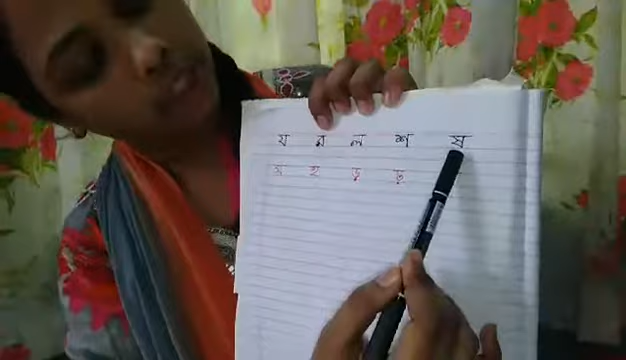 য র ল শ ষ
স হ ড় ঢ়